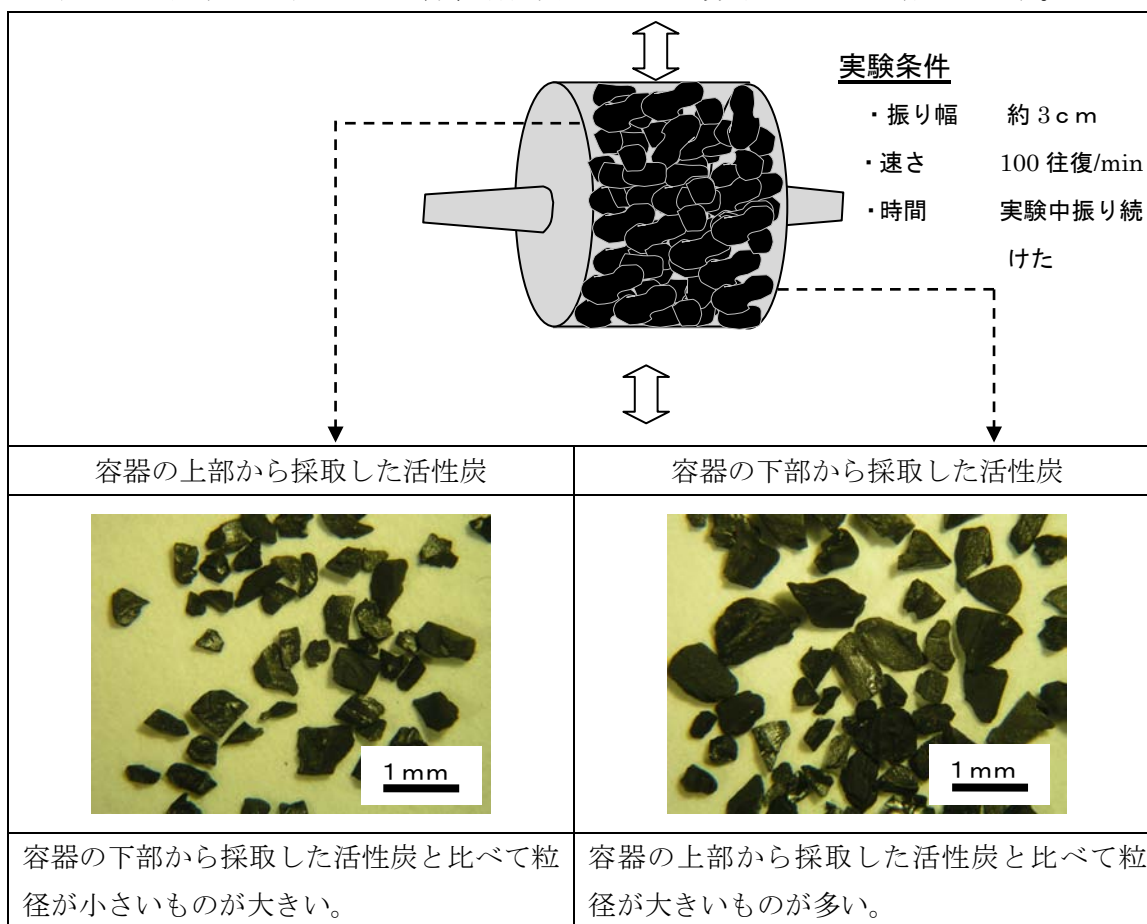 実験条件
・振り幅 約3cm
・速さ 100往復/min
・時間 実験中振り続
けた
容器の上部から採取した活性炭
容器の下部から採取した活性炭
1mm
1mm
容器の下部から採取した活性炭と比べて粒
径が小さいものが大きい。
容器の上部から採取した活性炭と比べて粒
径が大きいものが多い。